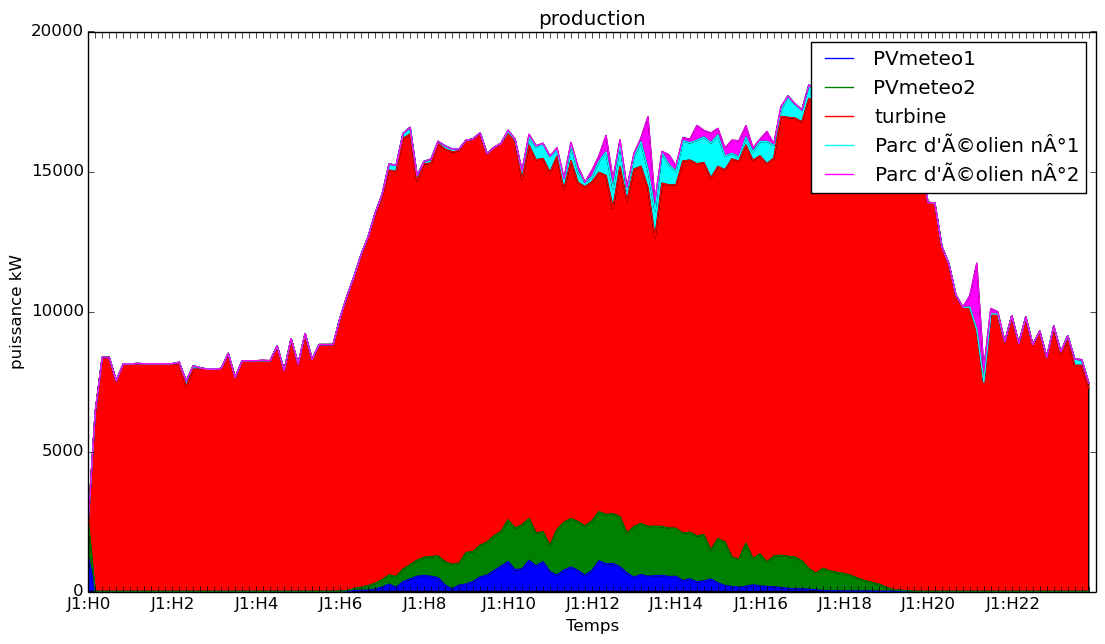 production
20000
15000
10000
5000
0
puissance kW
PVmeteo1
PVmeteo2
turbine
Parc d'Ã©olien nÂ°1
Parc d'Ã©olien nÂ°2
J1:H0 J1:H2 J1:H4 J1:H6 J1:H8 J1:H10 J1:H12 J1:H14 J1:H16 J1:H18 J1:H20 J1:H22
Temps